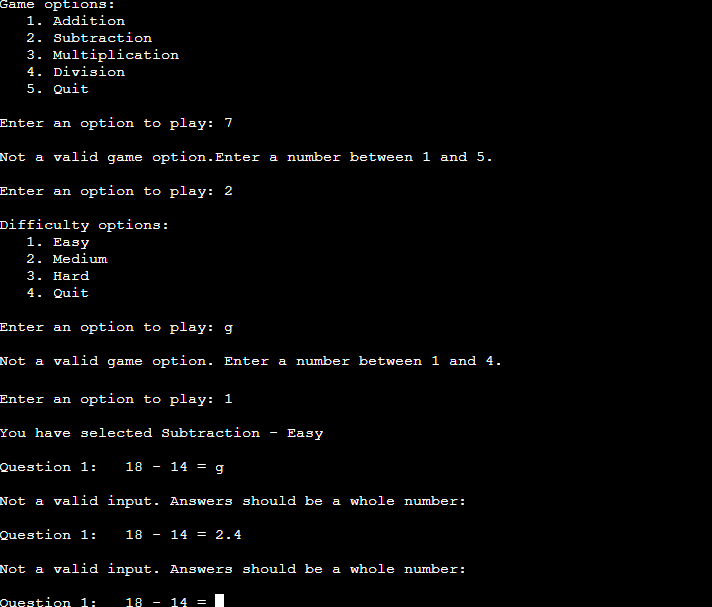 Game options:
1. Addition
2. Subtraction
3. Multiplication
4. Division
5. Quit
Enter an option to play: 7
Not a valid game option.Enter a number between 1 and 5.
Enter an option to play: 2
Difficulty options:
1. Easy
2. Medium
3. Hard
4. Quit
Enter an option to play: g
Not a valid game option. Enter a number between 1 and 4.
Enter an option to play: 1
You have selected Subtraction - Easy
Question 1:   18 - 14 = g
Not a valid input. Answers should be a whole number:
Question 1:   18 - 14 = 2.4
Not a valid input. Answers should be a whole number:
Question 1:   18 - 14 =